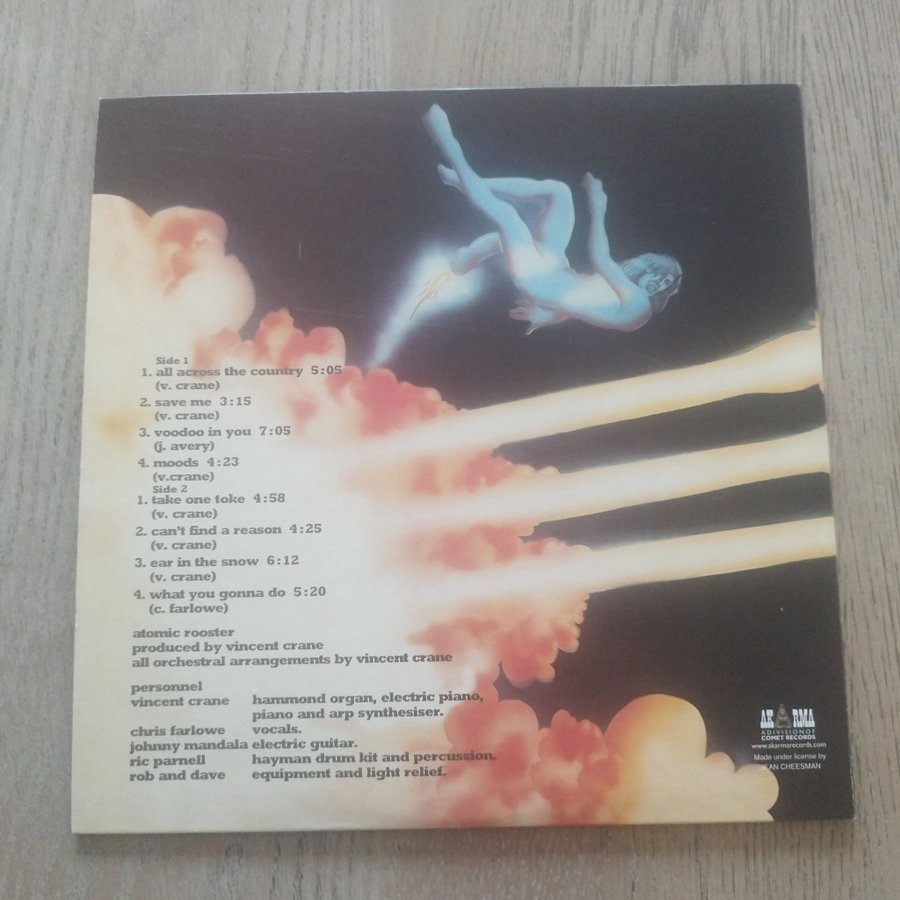 Side 1
1. all across the country 5:05
(v. crane)
2. save me 3:15
(v. crane)
3. voodoo in you 7:05
(j. avery)
4. moods 4:23
(v.crane)
Side 2
1. take one toke 4:58
(v. crane)
2. can't find a reason 4:25
(v. crane)
3. ear in the snow 6:12
(v. crane)
4. what you gonna do 5:20
(c. farlowe)
atomic rooster
produced by vincent crane
all orchestral arrangements by vincent crane
personnel
vincent crane hammond organ, electric piano,
piano and arp synthesiser.
chris farlowe vocals.
johnny mandala electric guitar.
ric parnell hayman drum kit and percussion.
rob and dave equipment and light relief.
AKARMA
A DIVISION OF
COMET RECORDS
www.akarmarecords.com
Made under license by
JEAN CHEESMAN